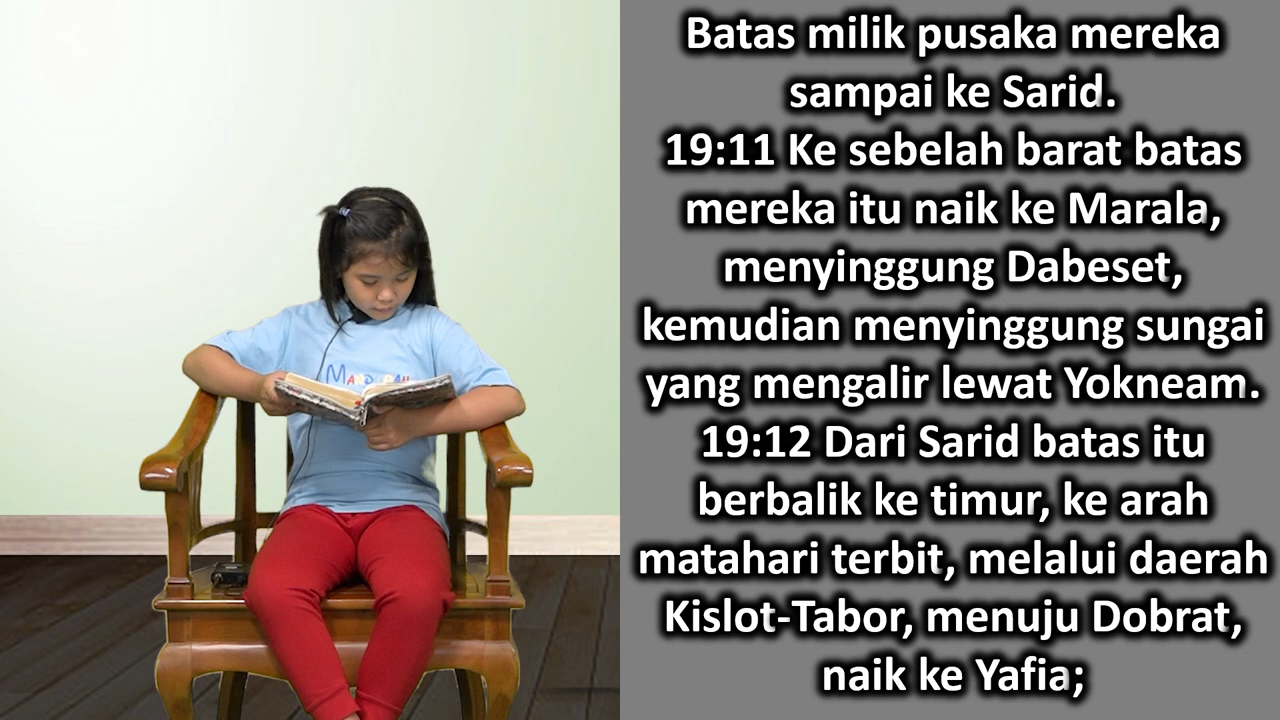 Batas milik pusaka mereka
sampai ke Sarid.
19:11 Ke sebelah barat batas
mereka itu naik ke Marala,
menyinggung Dabeset,
kemudian menyinggung sungai
yang mengalir lewat Yokneam.
19:12 Dari Sarid batas itu
berbalik ke timur, ke arah
matahari terbit, melalui daerah
Kislot-Tabor, menuju Dobrat,
naik ke Yafia;